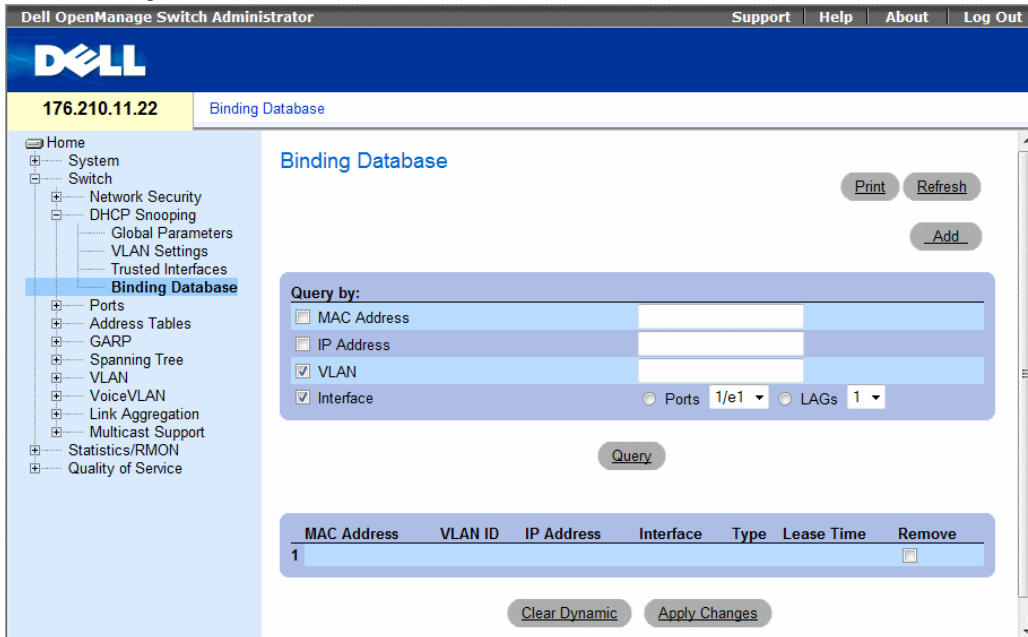 Dell OpenManage Switch Administrator
Support Help About Log Out
DELL
176.210.11.22
Binding Database
Home
System
Switch
Network Security
DHCP Snooping
Global Parameters
VLAN Settings
Trusted Interfaces
Binding Database
Ports
Address Tables
GARP
Spanning Tree
VLAN
VoiceVLAN
Link Aggregation
Multicast Support
Statistics/RMON
Quality of Service
Binding Database
Print Refresh
Add
Query by:
MAC Address
IP Address
VLAN
Interface Ports 1/e1 LAGs 1
Query
MAC Address VLAN ID IP Address Interface Type Lease Time Remove
1
Clear Dynamic Apply Changes